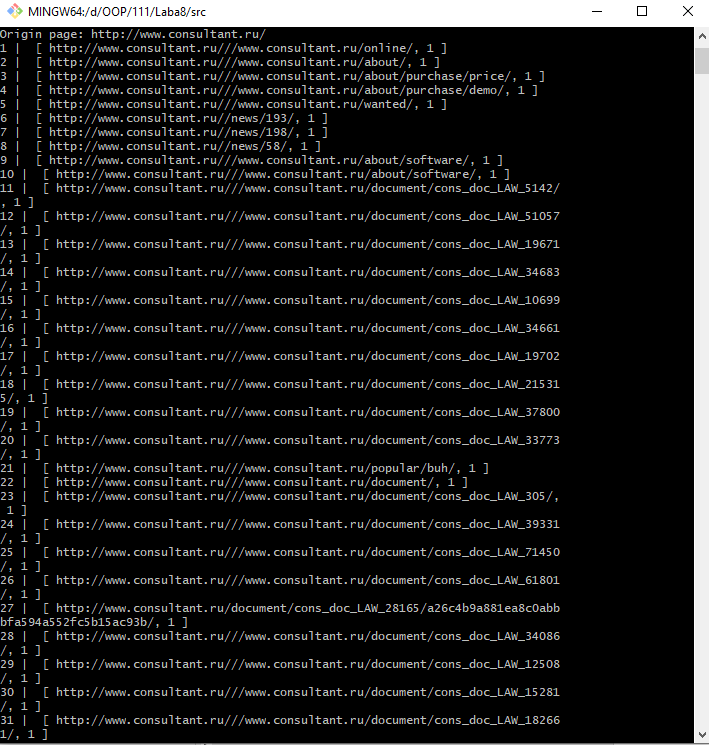 MINGW64:/d/OOP/111/Laba8/src
Origin page: http://www.consultant.ru/
1 |  [ http://www.consultant.ru///www.consultant.ru/online/, 1 ]
2 |  [ http://www.consultant.ru///www.consultant.ru/about/, 1 ]
3 |  [ http://www.consultant.ru///www.consultant.ru/about/purchase/price/, 1 ]
4 |  [ http://www.consultant.ru///www.consultant.ru/about/purchase/demo/, 1 ]
5 |  [ http://www.consultant.ru///www.consultant.ru/wanted/, 1 ]
6 |  [ http://www.consultant.ru//news/193/, 1 ]
7 |  [ http://www.consultant.ru//news/198/, 1 ]
8 |  [ http://www.consultant.ru//news/58/, 1 ]
9 |  [ http://www.consultant.ru///www.consultant.ru/about/software/, 1 ]
10 |  [ http://www.consultant.ru///www.consultant.ru/about/software/, 1 ]
11 |  [ http://www.consultant.ru///www.consultant.ru/document/cons_doc_LAW_5142/
, 1 ]
12 |  [ http://www.consultant.ru///www.consultant.ru/document/cons_doc_LAW_51057
/, 1 ]
13 |  [ http://www.consultant.ru///www.consultant.ru/document/cons_doc_LAW_19671
/, 1 ]
14 |  [ http://www.consultant.ru///www.consultant.ru/document/cons_doc_LAW_34683
/, 1 ]
15 |  [ http://www.consultant.ru///www.consultant.ru/document/cons_doc_LAW_10699
/, 1 ]
16 |  [ http://www.consultant.ru///www.consultant.ru/document/cons_doc_LAW_34661
/, 1 ]
17 |  [ http://www.consultant.ru///www.consultant.ru/document/cons_doc_LAW_19702
/, 1 ]
18 |  [ http://www.consultant.ru///www.consultant.ru/document/cons_doc_LAW_21531
5/, 1 ]
19 |  [ http://www.consultant.ru///www.consultant.ru/document/cons_doc_LAW_37800
/, 1 ]
20 |  [ http://www.consultant.ru///www.consultant.ru/document/cons_doc_LAW_33773
/, 1 ]
21 |  [ http://www.consultant.ru///www.consultant.ru/popular/buh/, 1 ]
22 |  [ http://www.consultant.ru///www.consultant.ru/document/, 1 ]
23 |  [ http://www.consultant.ru///www.consultant.ru/document/cons_doc_LAW_305/,
 1 ]
24 |  [ http://www.consultant.ru///www.consultant.ru/document/cons_doc_LAW_39331
/, 1 ]
25 |  [ http://www.consultant.ru///www.consultant.ru/document/cons_doc_LAW_71450
/, 1 ]
26 |  [ http://www.consultant.ru///www.consultant.ru/document/cons_doc_LAW_61801
/, 1 ]
27 |  [ http://www.consultant.ru/document/cons_doc_LAW_28165/a26c4b9a881ea8c0abb
bfa594a552fc5b15ac93b/, 1 ]
28 |  [ http://www.consultant.ru///www.consultant.ru/document/cons_doc_LAW_34086
/, 1 ]
29 |  [ http://www.consultant.ru///www.consultant.ru/document/cons_doc_LAW_12508
/, 1 ]
30 |  [ http://www.consultant.ru///www.consultant.ru/document/cons_doc_LAW_15281
/, 1 ]
31 |  [ http://www.consultant.ru///www.consultant.ru/document/cons_doc_LAW_18266
1/, 1 ]